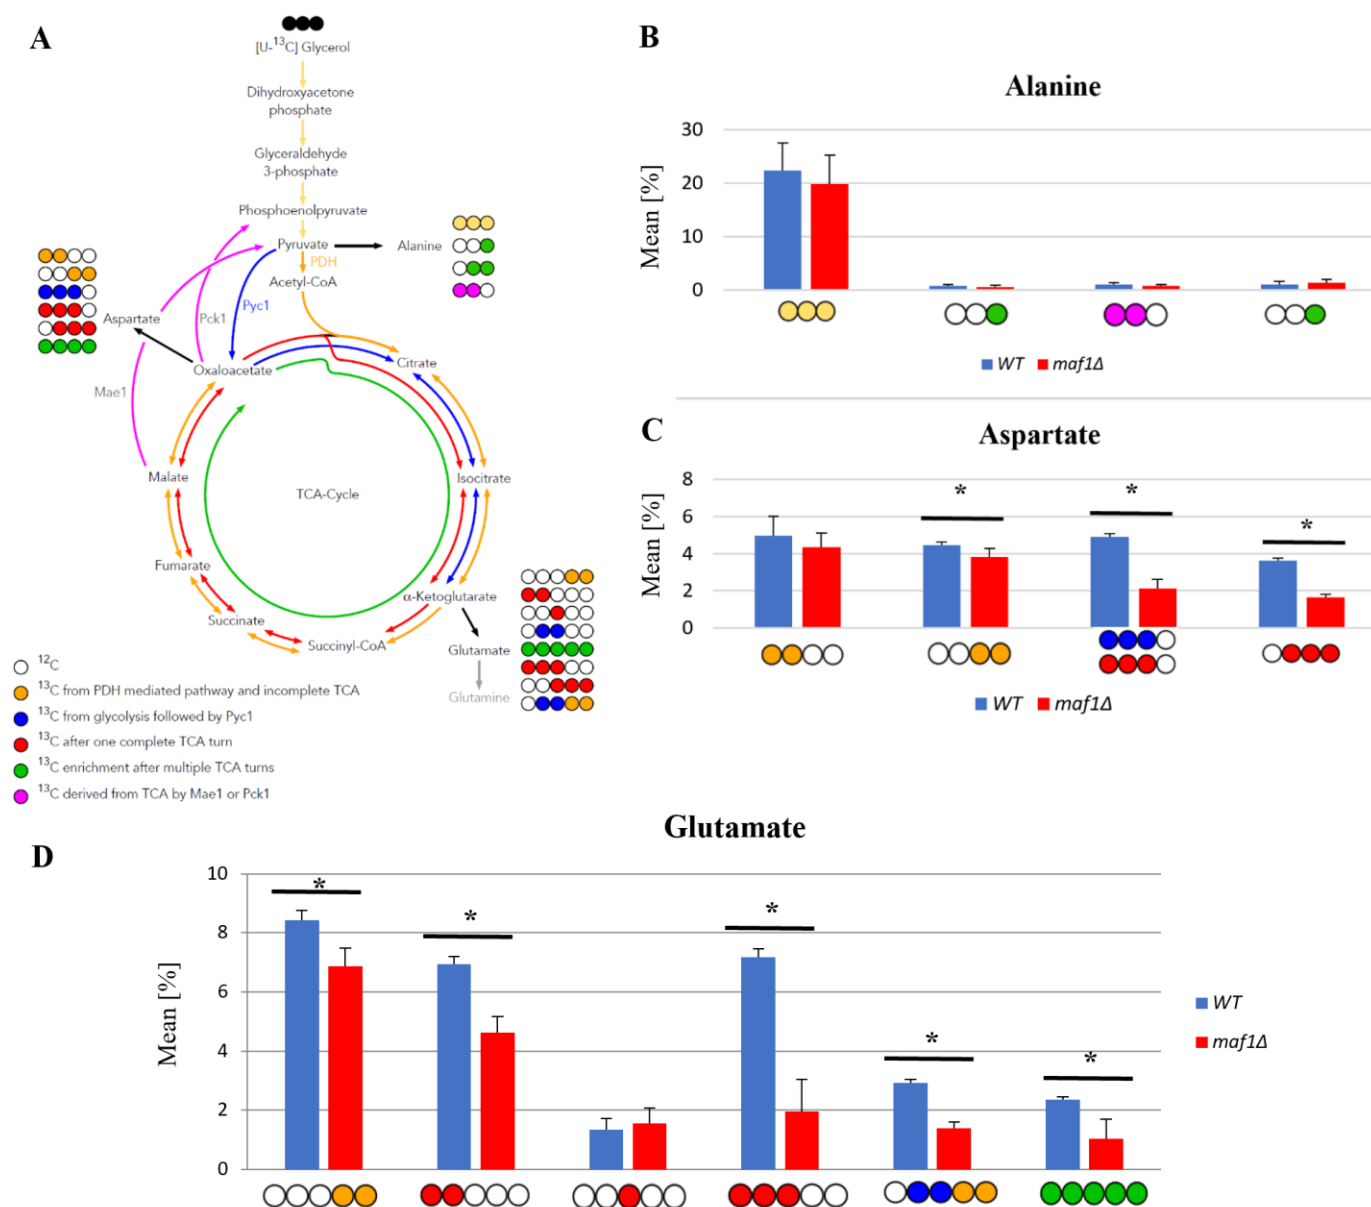 A
[U-13C] Glycerol
Dihydroxyacetone
phosphate
Glyceraldehyde
3-phosphate
Phosphoenolpyruvate
Pyruvate
Alanine
PDH
Acetyl-CoA
Pyc1
Pck1
Aspartate
Oxaloacetate
Citrate
Mae1
Malate
Isocitrate
TCA-Cycle
Fumarate
α-Ketoglutarate
Succinate
Succinyl-CoA
Glutamate
Glutamine
12C
13C from PDH mediated pathway and incomplete TCA
13C from glycolysis followed by Pyc1
13C after one complete TCA turn
13C enrichment after multiple TCA turns
13C derived from TCA by Mae1 or Pck1
B
Alanine
Mean [%]
30
20
10
0
WT maf1Δ
C
Aspartate
Mean [%]
8
6
4
2
0
* * *
WT maf1Δ
D
Glutamate
Mean [%]
10
8
6
4
2
0
* * * * *
WT
maf1Δ